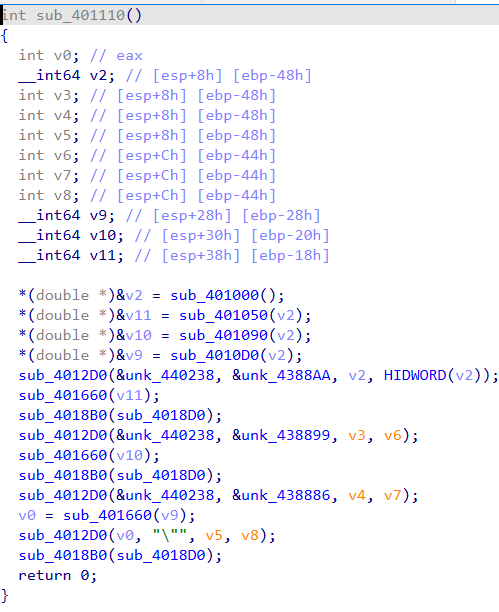 int sub_401110()
{
  int v0; // eax
  __int64 v2; // [esp+8h] [ebp-48h]
  int v3; // [esp+8h] [ebp-48h]
  int v4; // [esp+8h] [ebp-48h]
  int v5; // [esp+8h] [ebp-48h]
  int v6; // [esp+Ch] [ebp-44h]
  int v7; // [esp+Ch] [ebp-44h]
  int v8; // [esp+Ch] [ebp-44h]
  __int64 v9; // [esp+28h] [ebp-28h]
  __int64 v10; // [esp+30h] [ebp-20h]
  __int64 v11; // [esp+38h] [ebp-18h]

  *(double *)&v2 = sub_401000();
  *(double *)&v11 = sub_401050(v2);
  *(double *)&v10 = sub_401090(v2);
  *(double *)&v9 = sub_4010D0(v2);
  sub_4012D0(&unk_440238, &unk_4388AA, v2, HIDWORD(v2));
  sub_401660(v11);
  sub_4018B0(sub_4018D0);
  sub_4012D0(&unk_440238, &unk_438899, v3, v6);
  sub_401660(v10);
  sub_4018B0(sub_4018D0);
  sub_4012D0(&unk_440238, &unk_438886, v4, v7);
  v0 = sub_401660(v9);
  sub_4012D0(v0, "\"", v5, v8);
  sub_4018B0(sub_4018D0);
  return 0;
}